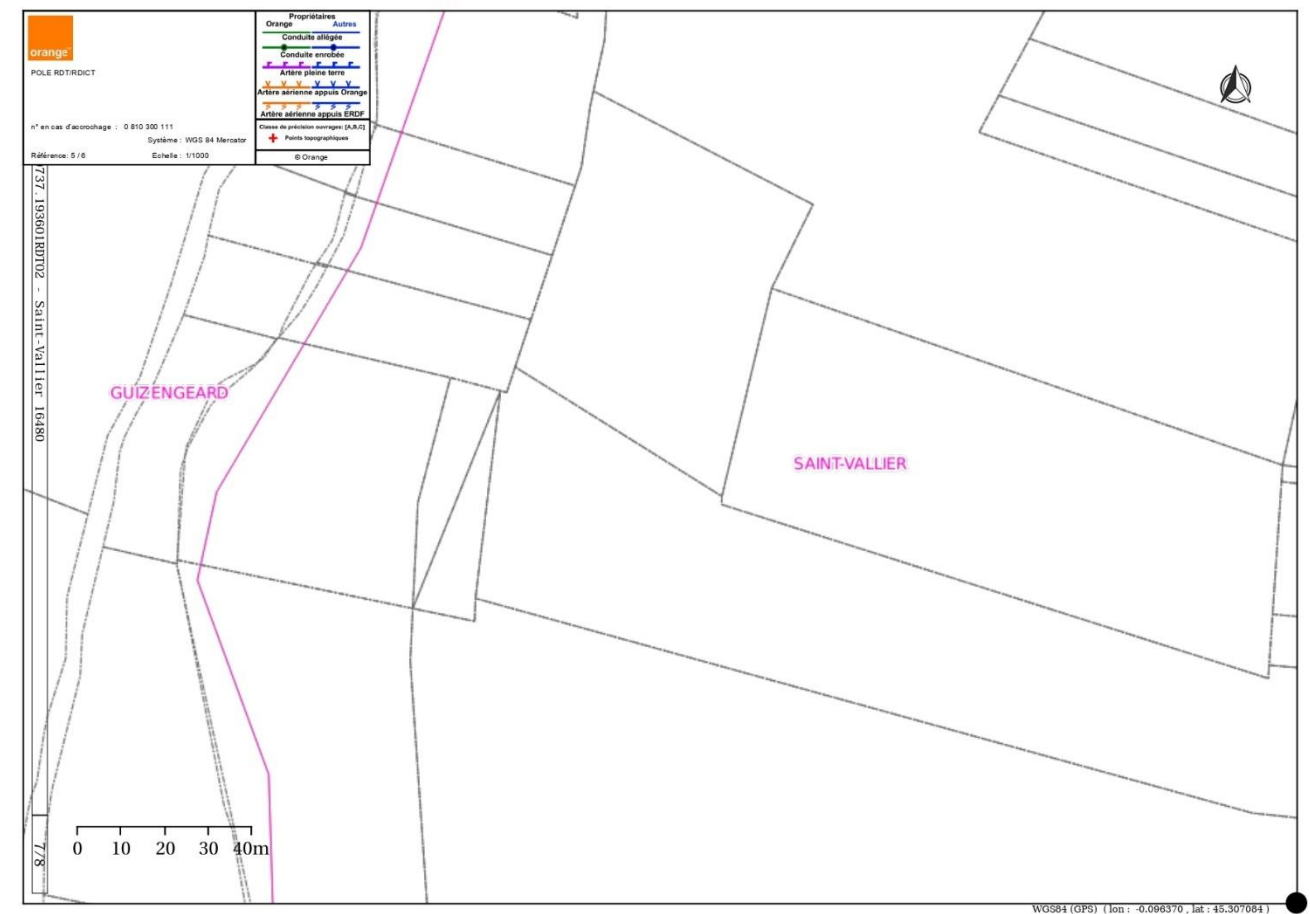 orange™
POLE RDT/RDICT
n° en cas d'accrochage : 0 810 300 111
Système : WGS 84 Mercator
Référence: 5 / 6
Echelle : 1/1000
Propriétaires
Orange
Autres
Conduite allégée
Conduite enrobée
Artère pleine terre
Artère aérienne appuis Orange
Artère aérienne appuis ERDF
Classe de précision ouvrages: [A,B,C]
Points topographiques
© Orange
737.193601RDT02 - Saint-Vallier 16480
GUIZENGEARD
SAINT-VALLIER
7/8
0 10 20 30 40m
WGS84 (GPS) ( lon : -0.096370 , lat : 45.307084 )